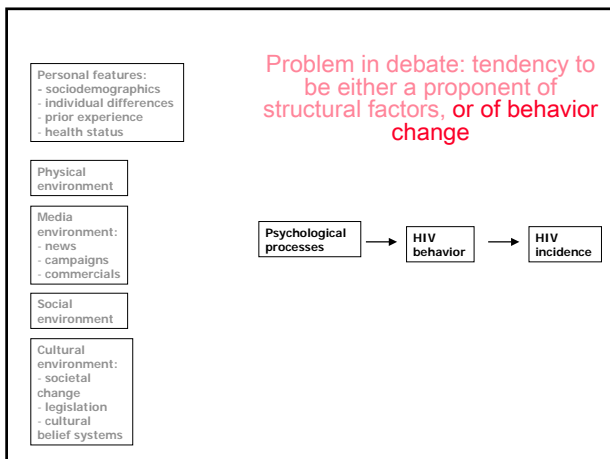 Problem in debate: tendency to
be either a proponent of
structural factors, or of behavior
change
Personal features:
- sociodemographics
- individual differences
- prior experience
- health status
Physical
environment
Media
environment:
- news
- campaigns
- commercials
Social
environment
Cultural
environment:
- societal
change
- legislation
- cultural
belief systems
Psychological
processes
HIV
behavior
HIV
incidence